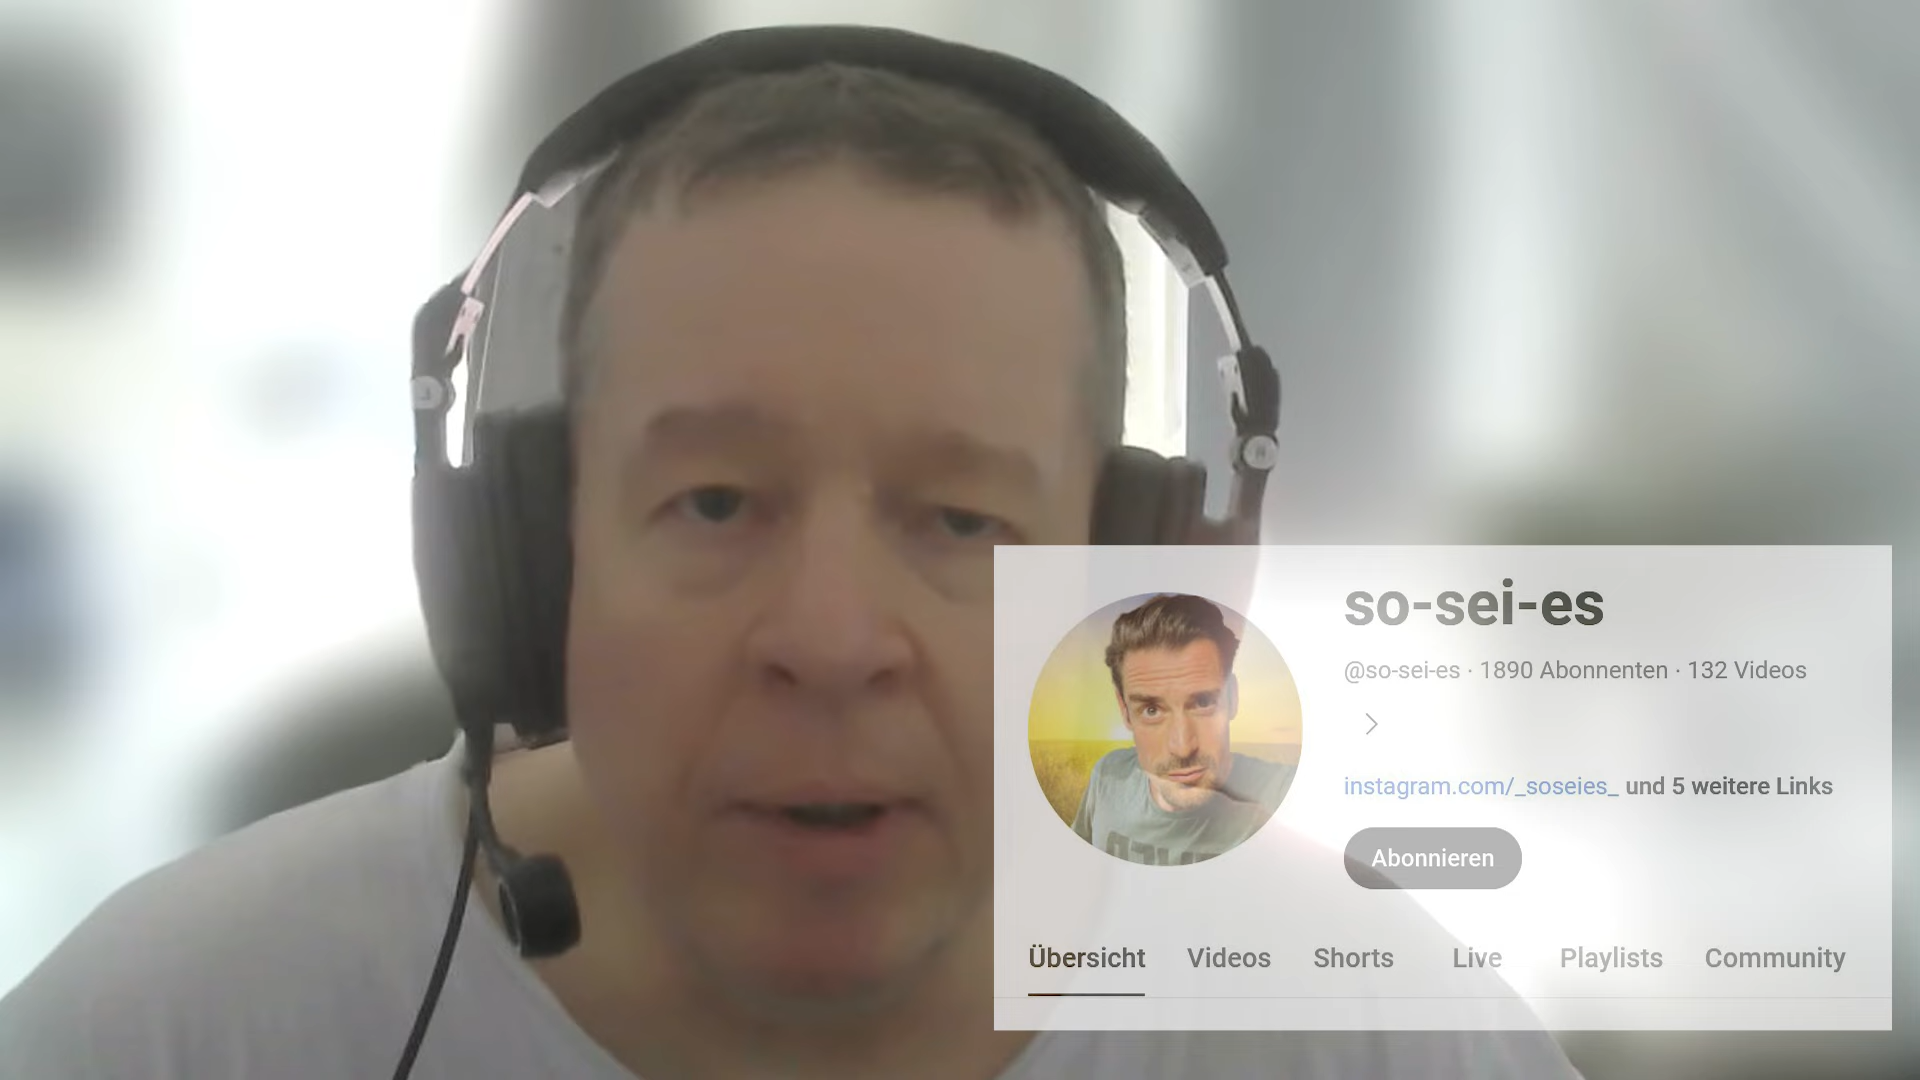 so-sei-es
@so-sei-es · 1890 Abonnenten · 132 Videos
instagram.com/_soseies_ und 5 weitere Links
Abonnieren
Übersicht Videos Shorts Live Playlists Community